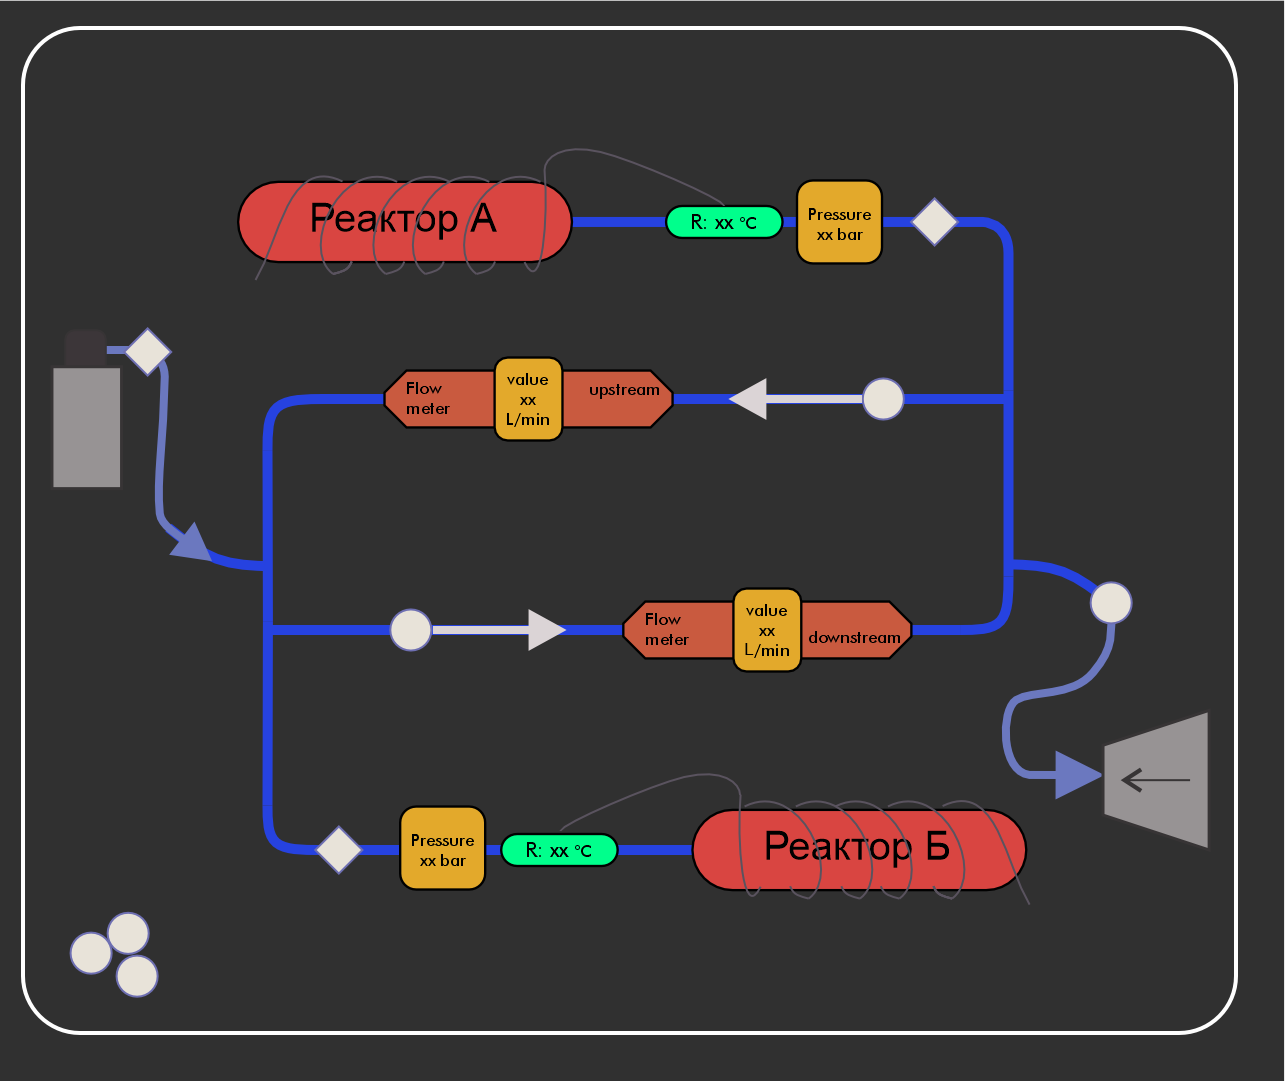 Реактор А
R: xx °C
Pressure
xx bar
Flow
meter
value
xx
L/min
upstream
Flow
meter
value
xx
L/min
downstream
Pressure
xx bar
R: xx °C
Реактор Б